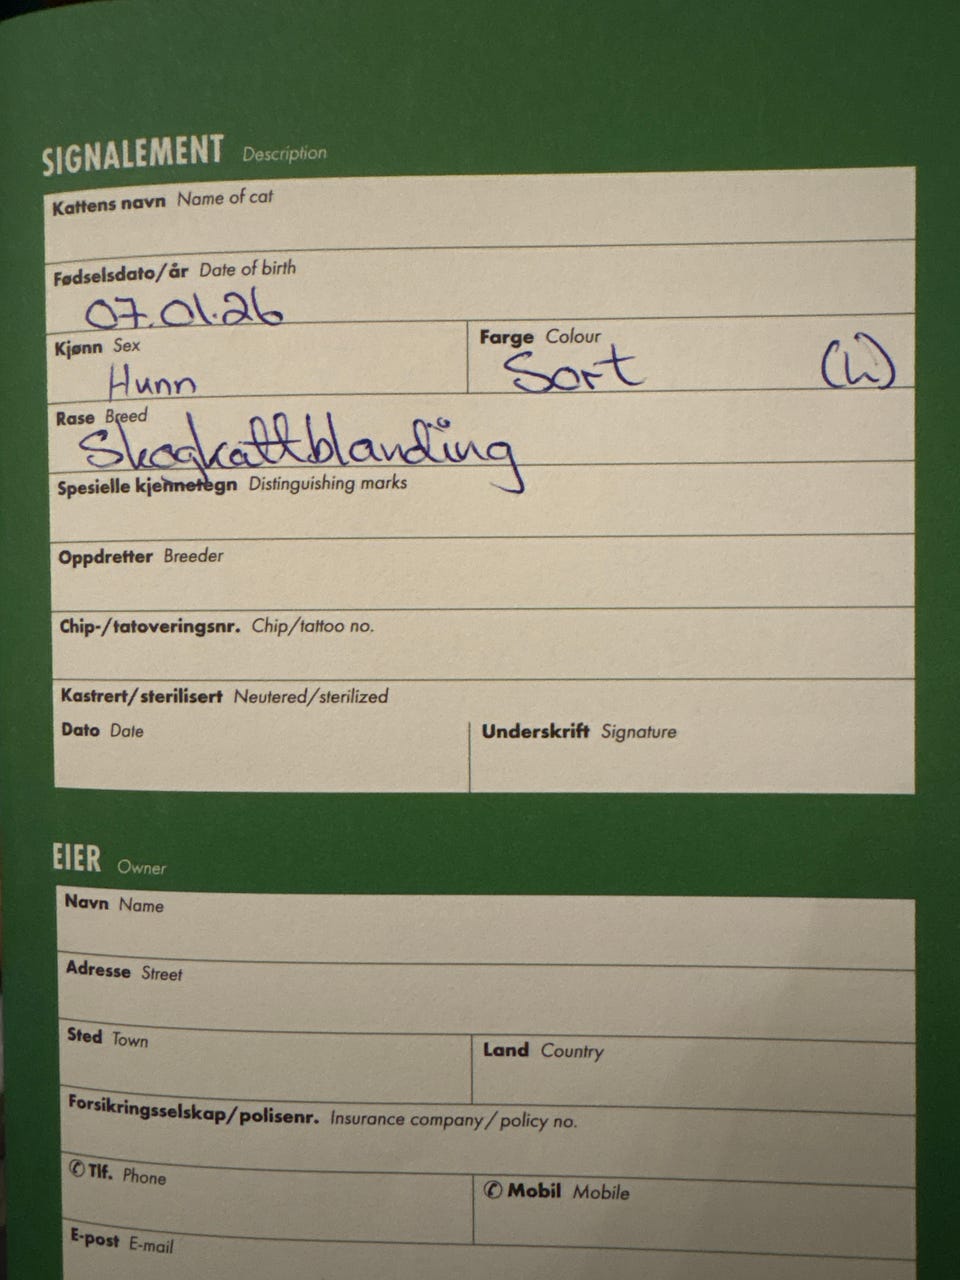 SIGNALEMENT Description
Kattens navn Name of cat
Fødselsdato/år Date of birth
07.01.26
Kjønn Sex
Hunn
Farge Colour
Sort (h)
Rase Breed
Skogkattblanding
Spesielle kjennetegn Distinguishing marks
Oppdretter Breeder
Chip-/tatoveringsnr. Chip/tattoo no.
Kastrert/sterilisert Neutered/sterilized
Dato Date
Underskrift Signature
EIER Owner
Navn Name
Adresse Street
Sted Town
Land Country
Forsikringsselskap/polisenr. Insurance company/policy no.
✆ Tlf. Phone
✆ Mobil Mobile
E-post E-mail